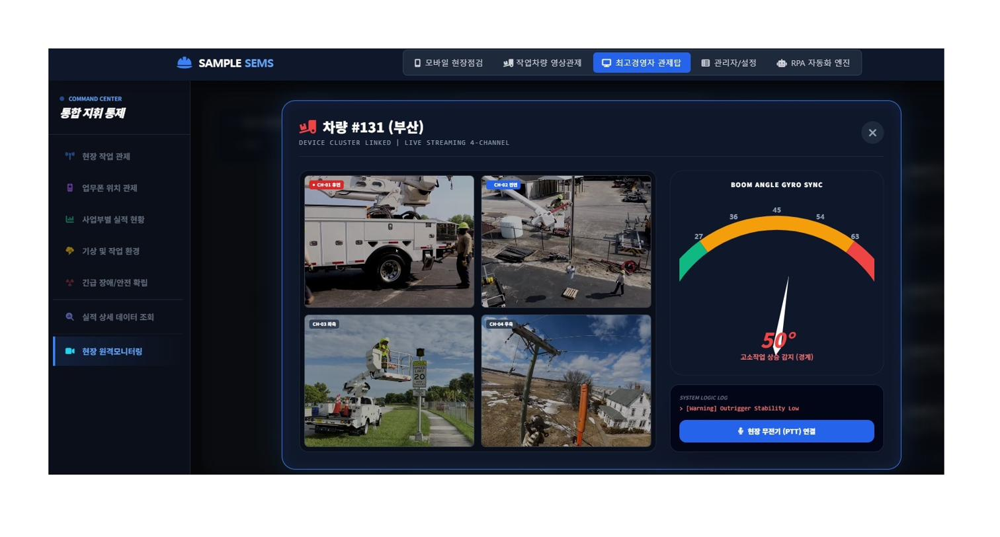 SAMPLE SEMS
모바일 현장점검
작업차량 영상관제
최고경영자 관제탑
관리자/설정
RPA 자동화 엔진
COMMAND CENTER
통합 지휘 통제
현장 작업 관제
업무폰 위치 관제
사업부별 실적 현황
기상 및 작업 환경
긴급 장애/안전 확립
실적 상세 데이터 조회
현장 원격모니터링
차량 #131 (부산)
DEVICE CLUSTER LINKED | LIVE STREAMING 4-CHANNEL
CH-01 후면
CH-02 전면
CH-03 좌측
CH-04 우측
SPEED
LIMIT
20
BOOM ANGLE GYRO SYNC
27
36
45
54
63
50°
고소작업 상승 감지 (경계)
SYSTEM LOGIC LOG
> [Warning] Outrigger Stability Low
현장 무전기 (PTT) 연결